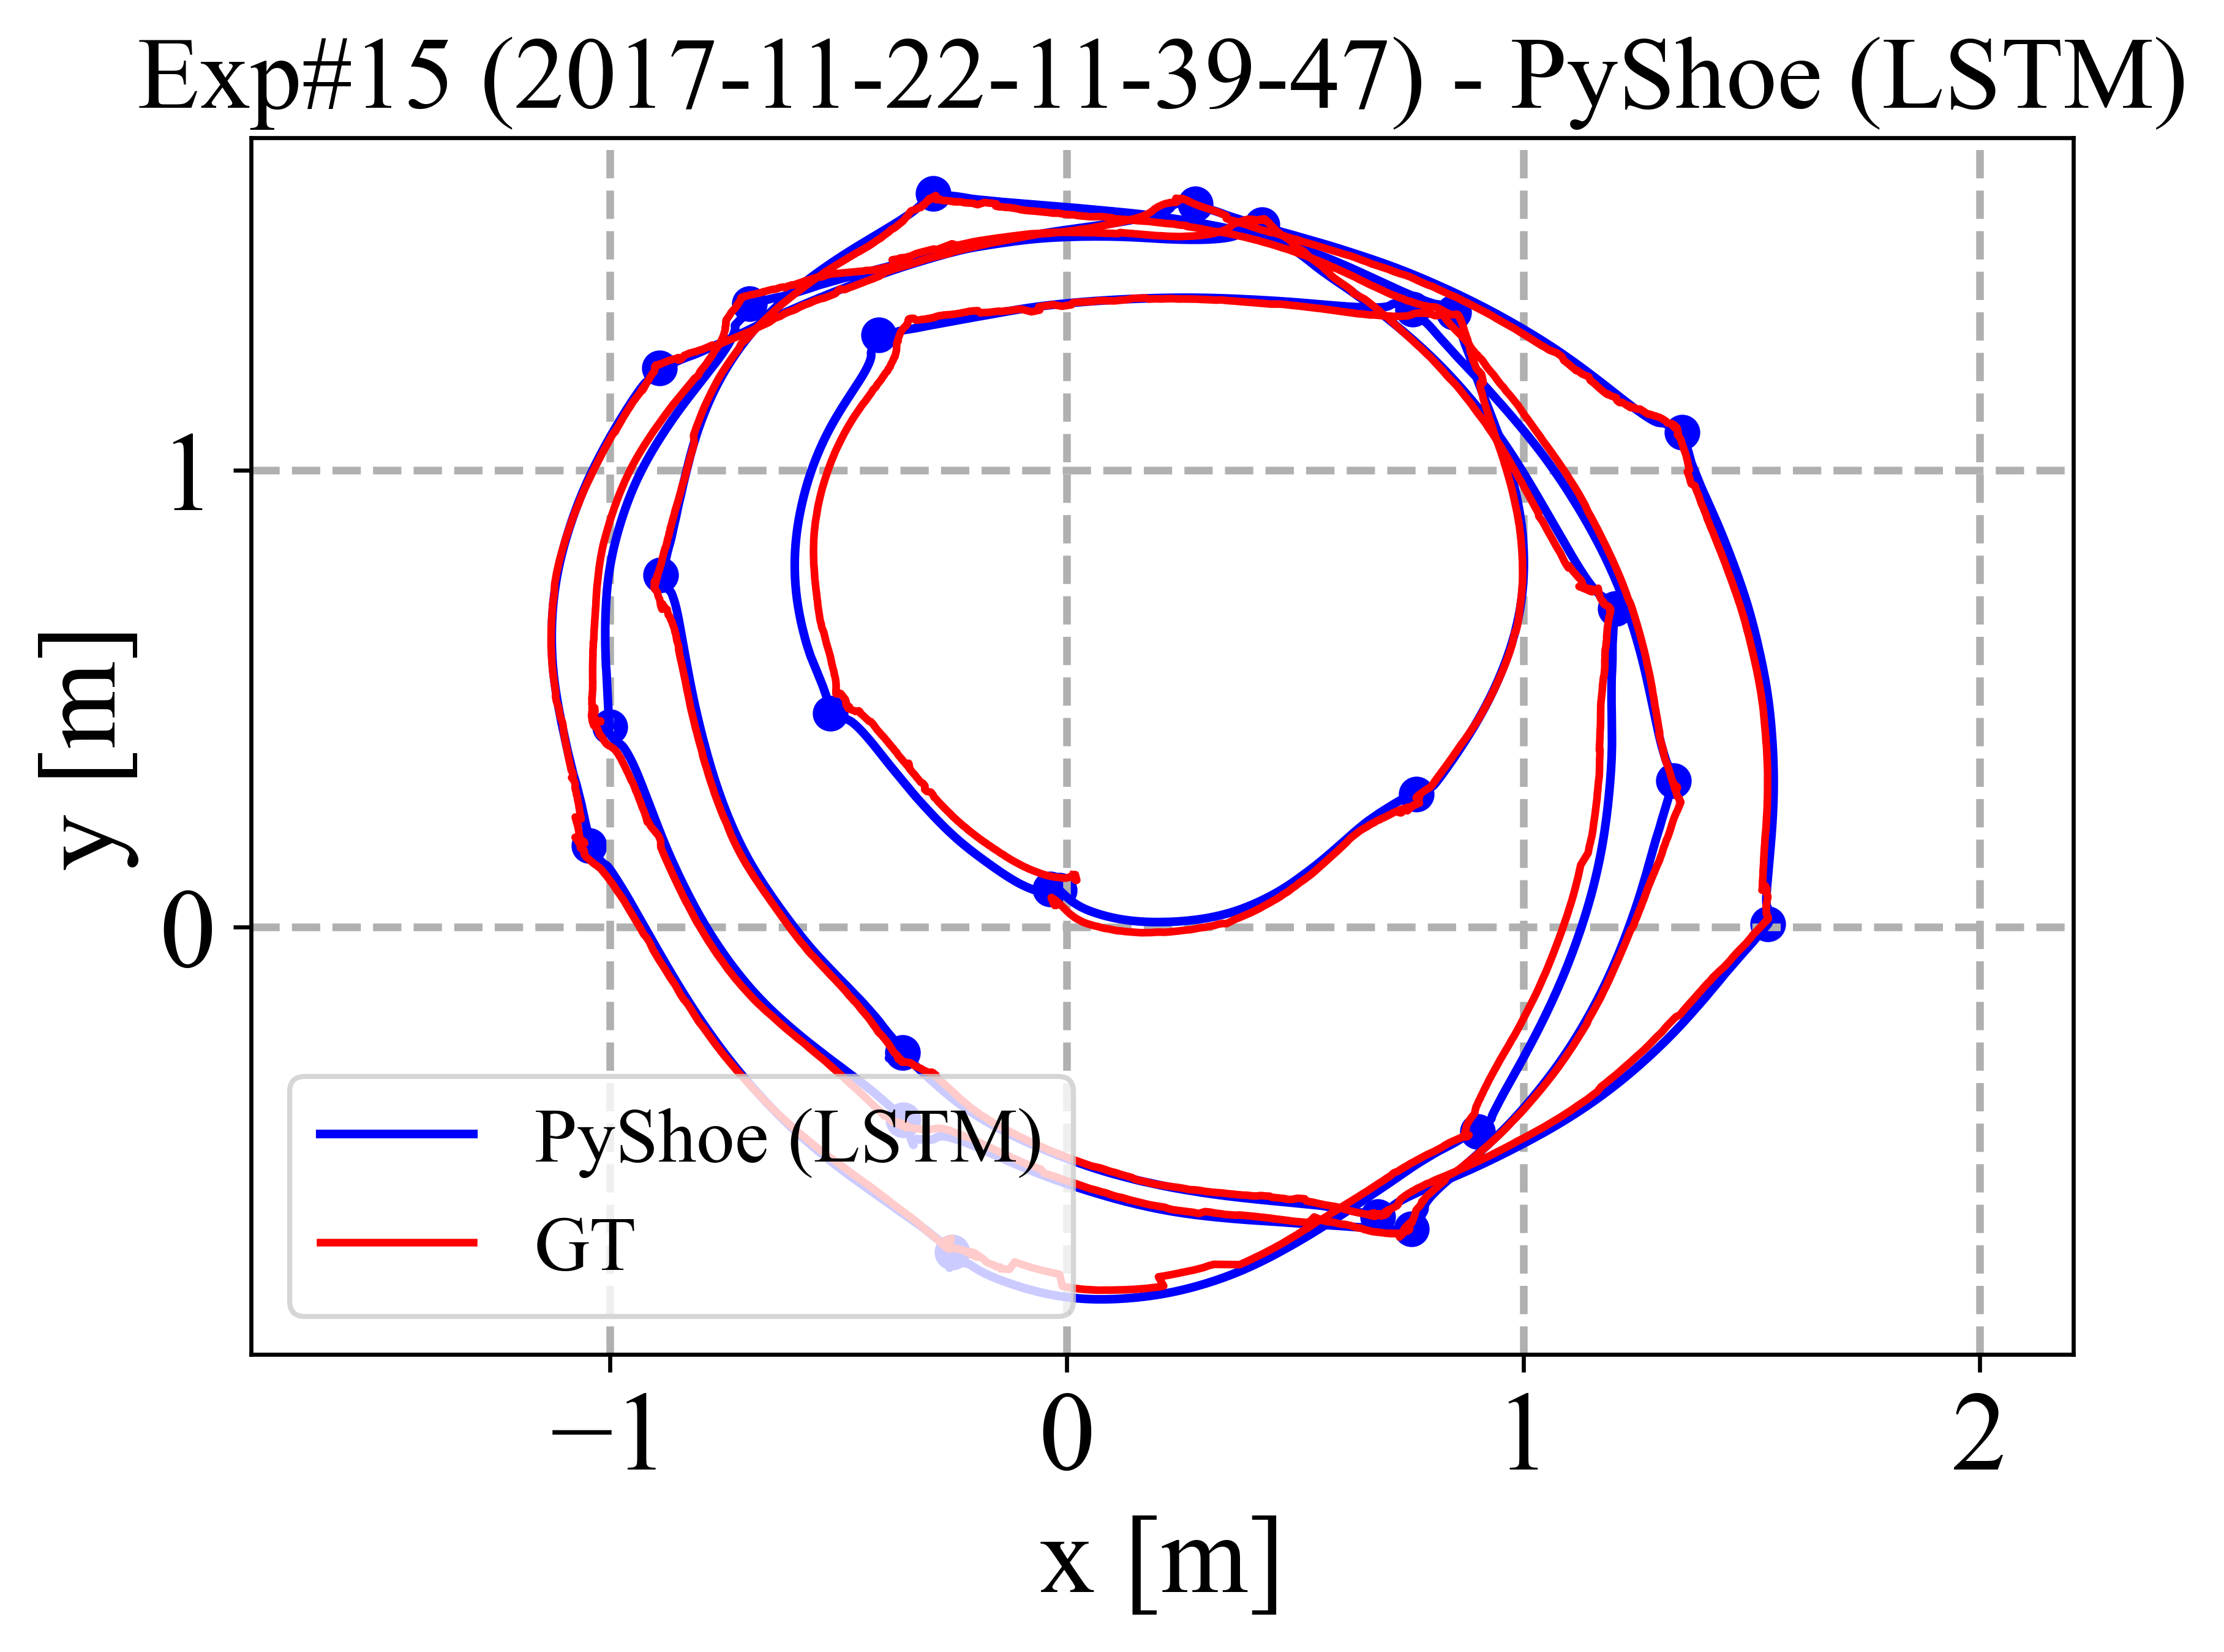 Exp#15 (2017-11-22-11-39-47) - PyShoe (LSTM)
y [m]
1
0
PyShoe (LSTM)
GT
−1 0 1 2
x [m]